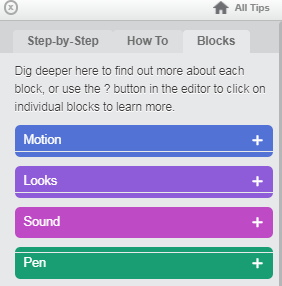 All Tips
Step-by-Step How To Blocks
Dig deeper here to find out more about each
block, or use the ? button in the editor to click on
individual blocks to learn more.
Motion +
Looks +
Sound +
Pen +